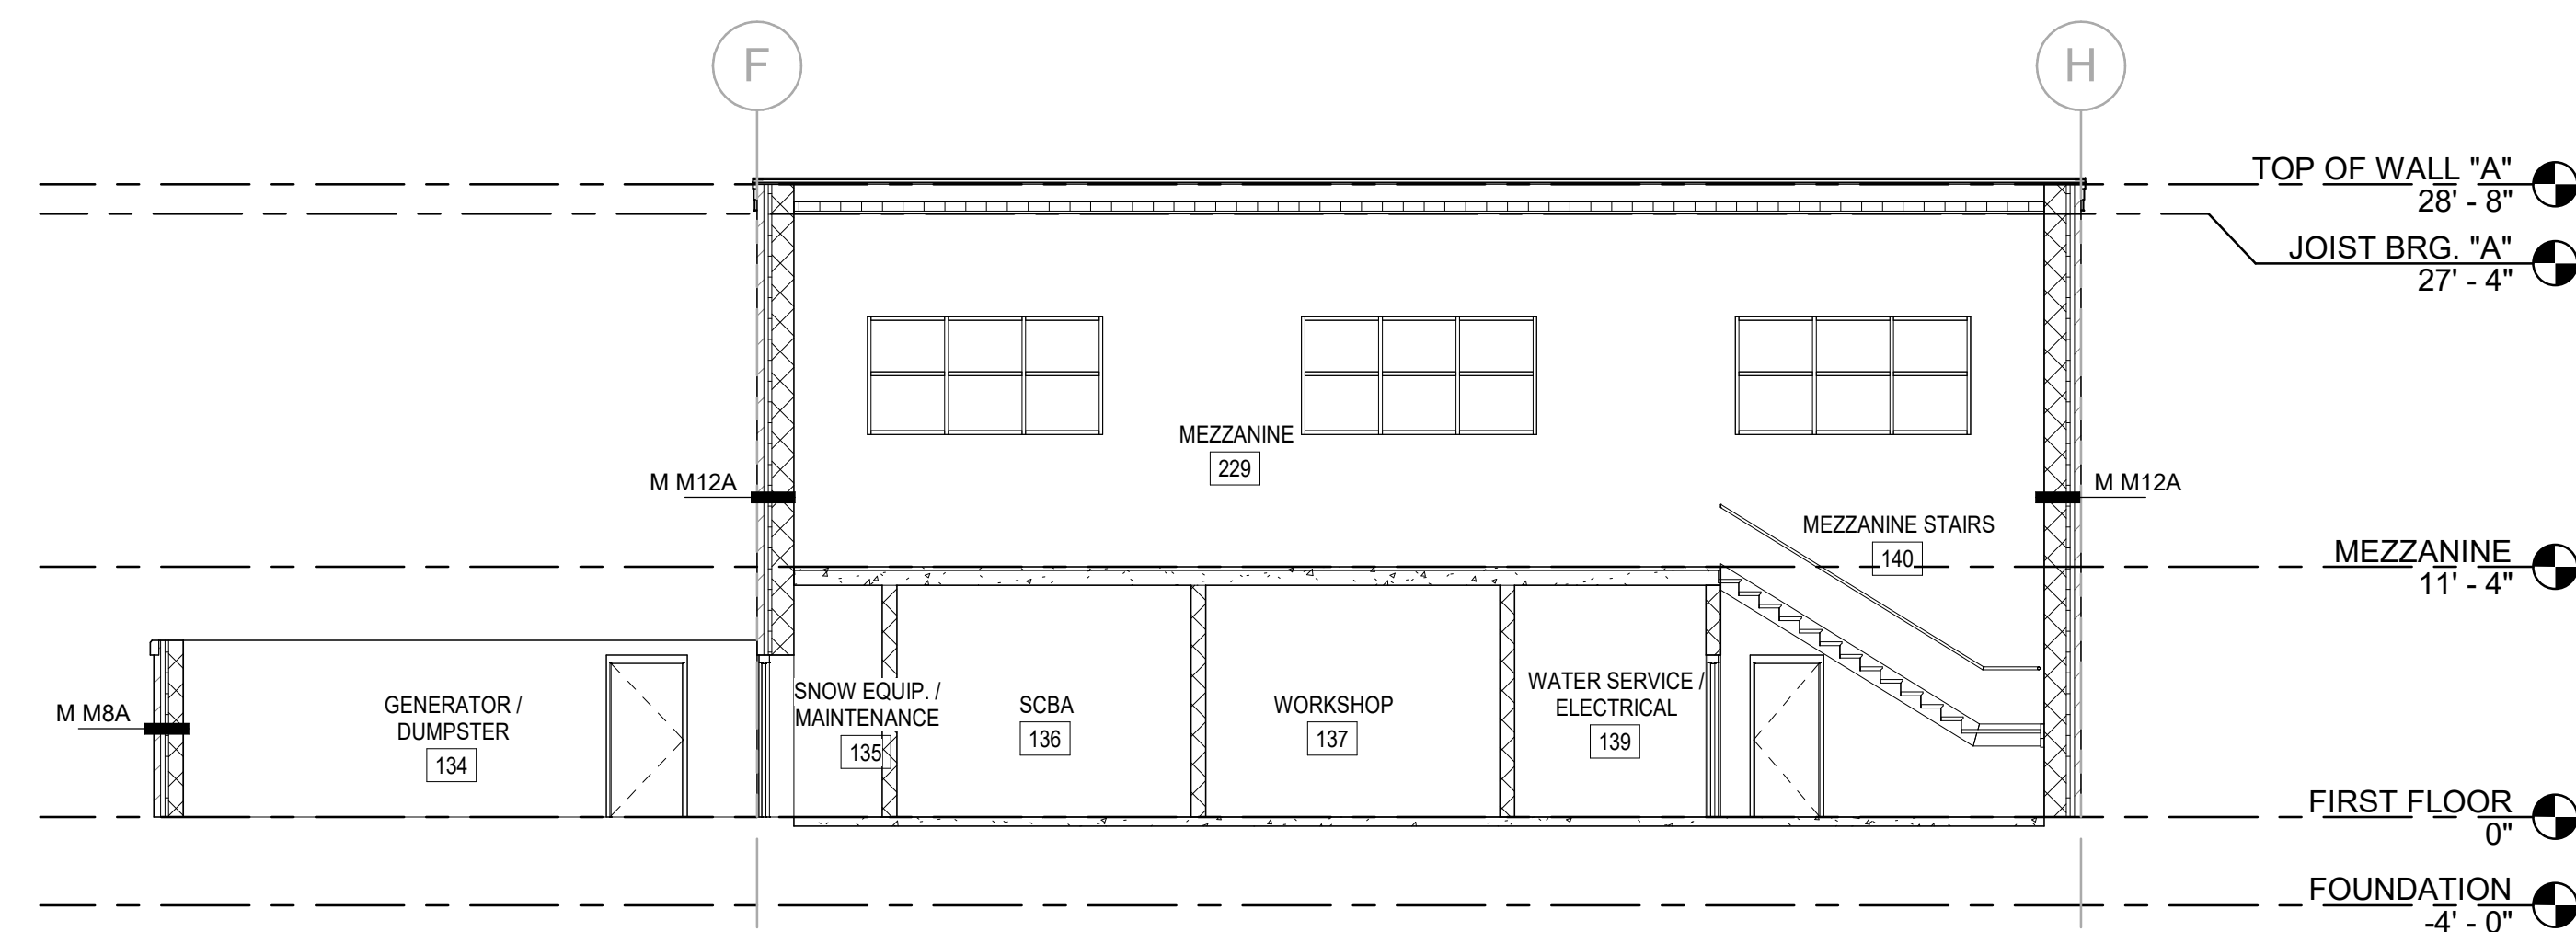 F
H
TOP OF WALL "A"
28' - 8"
JOIST BRG. "A"
27' - 4"
MEZZANINE
229
M M12A
M M12A
MEZZANINE STAIRS
140
MEZZANINE
11' - 4"
M M8A
GENERATOR /
DUMPSTER
134
SNOW EQUIP. /
MAINTENANCE
135
SCBA
136
WORKSHOP
137
WATER SERVICE /
ELECTRICAL
139
FIRST FLOOR
0"
FOUNDATION
-4' - 0"